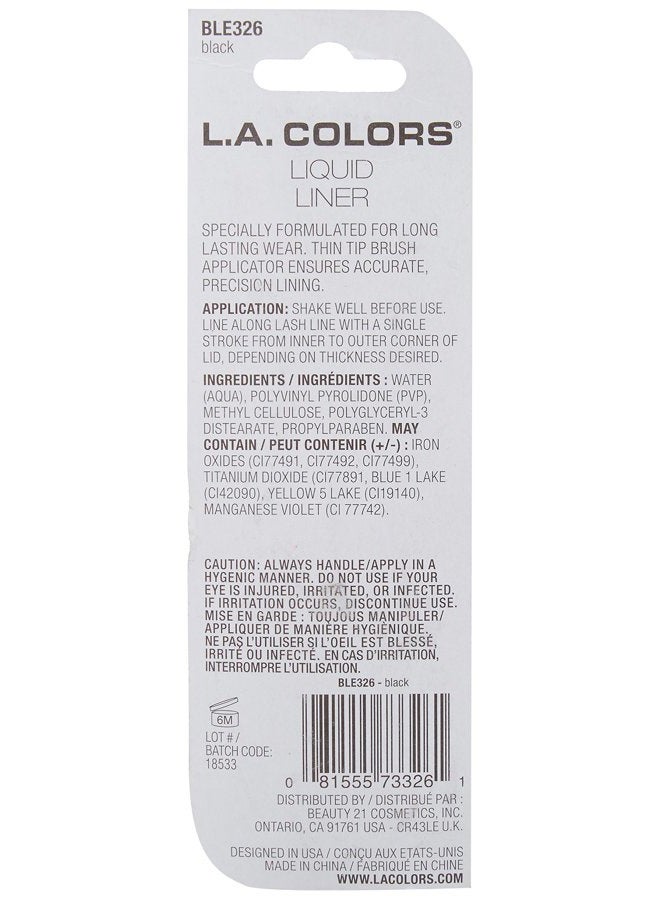 BLE326
black
L.A. COLORS®
LIQUID
LINER
SPECIALLY FORMULATED FOR LONG
LASTING WEAR. THIN TIP BRUSH
APPLICATOR ENSURES ACCURATE,
PRECISION LINING.
APPLICATION: SHAKE WELL BEFORE USE.
LINE ALONG LASH LINE WITH A SINGLE
STROKE FROM INNER TO OUTER CORNER OF
LID, DEPENDING ON THICKNESS DESIRED.
INGREDIENTS / INGRÉDIENTS : WATER
(AQUA), POLYVINYL PYROLIDONE (PVP),
METHYL CELLULOSE, POLYGLYCERYL-3
DISTEARATE, PROPYLPARABEN. MAY
CONTAIN / PEUT CONTENIR (+/-) : IRON
OXIDES (CI77491, CI77492, CI77499),
TITANIUM DIOXIDE (CI77891, BLUE 1 LAKE
(CI42090), YELLOW 5 LAKE (CI19140),
MANGANESE VIOLET (CI 77742).
CAUTION: ALWAYS HANDLE/APPLY IN A
HYGENIC MANNER. DO NOT USE IF YOUR
EYE IS INJURED, IRRITATED, OR INFECTED.
IF IRRITATION OCCURS, DISCONTINUE USE.
MISE EN GARDE : TOUJOUS MANIPULER/
APPLIQUER DE MANIÈRE HYGIÈNIQUE.
NE PAS L'UTILISER SI L'OEIL EST BLESSÉ,
IRRITÉ OU INFECTÉ. EN CAS D'IRRITATION,
INTERROMPRE L'UTILISATION.
BLE326 - black
6M
LOT # /
BATCH CODE:
18533
0 81555 73326 1
DISTRIBUTED BY / DISTRIBUÉ PAR :
BEAUTY 21 COSMETICS, INC.
ONTARIO, CA 91761 USA - CR43LE U.K.
DESIGNED IN USA / CONÇU AUX ETATS-UNIS
MADE IN CHINA / FABRIQUÉ EN CHINE
WWW.LACOLORS.COM